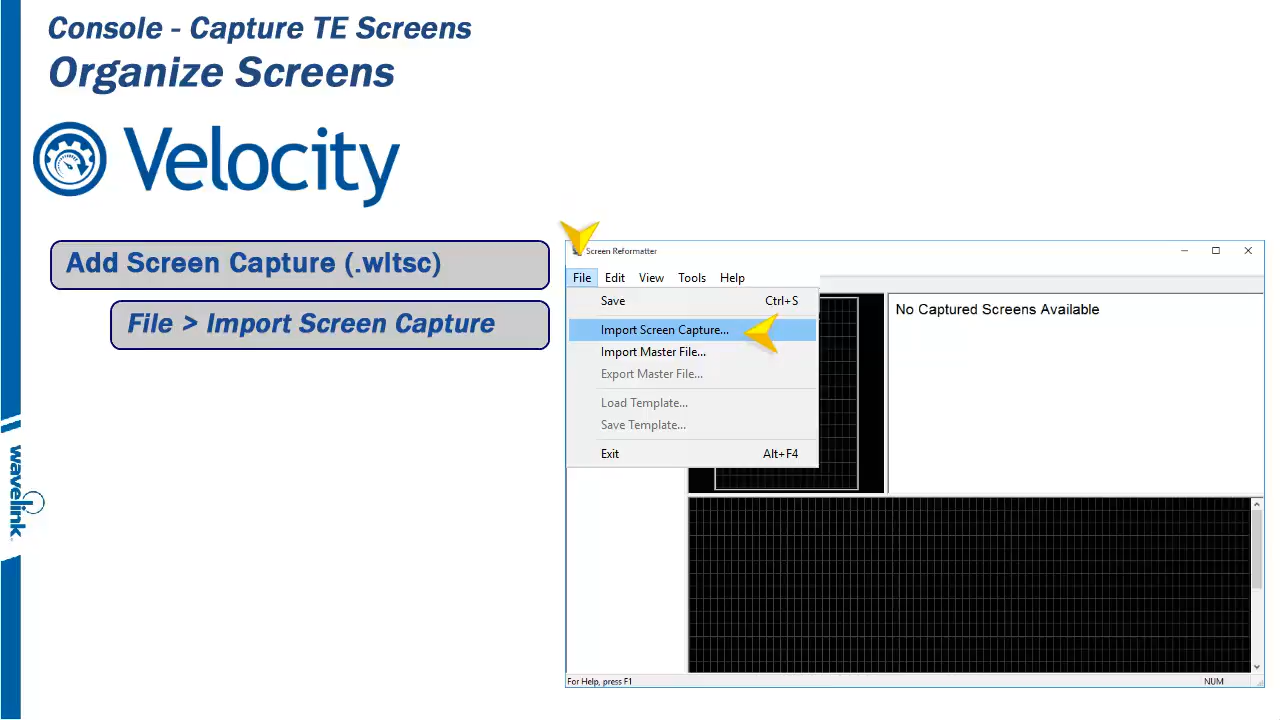 Console - Capture TE Screens
Organize Screens
Velocity
Add Screen Capture (.wltsc)
File > Import Screen Capture
wavelink
Screen Reformatter
File Edit View Tools Help
Save Ctrl+S
Import Screen Capture...
Import Master File...
Export Master File...
Load Template...
Save Template...
Exit Alt+F4
No Captured Screens Available
For Help, press F1
NUM